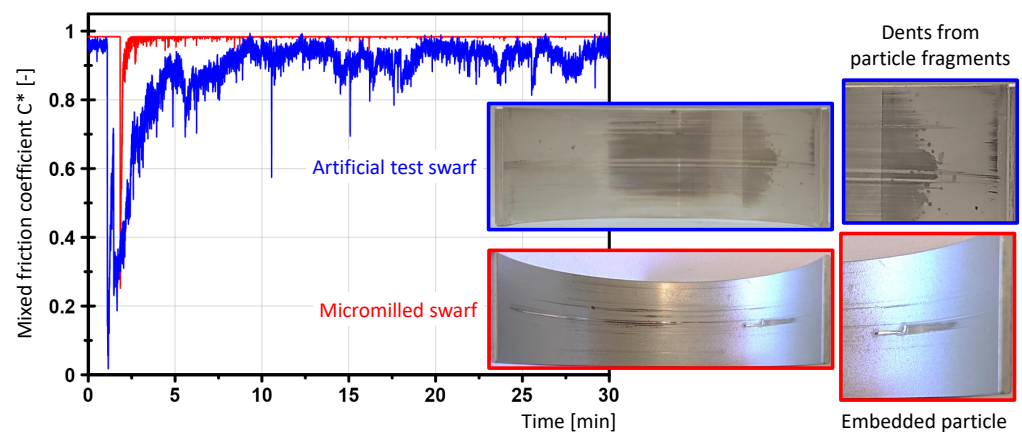 Mixed friction coefficient C* [-]
1
0.8
0.6
0.4
0.2
0
0
5
10
15
20
25
30
Time [min]
Artificial test swarf
Micromilled swarf
Dents from
particle fragments
Embedded particle